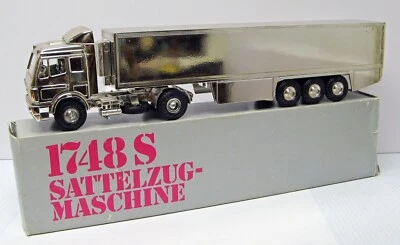 1748 S
SATTELZUG-
MASCHINE